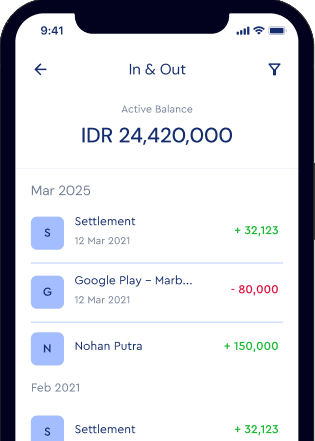 9:41
In & Out
Active Balance
IDR 24,420,000
Mar 2025
S
Settlement
12 Mar 2021
+ 32,123
G
Google Play – Marb...
12 Mar 2021
- 80,000
N
Nohan Putra
+ 150,000
Feb 2021
S
Settlement
+ 32,123